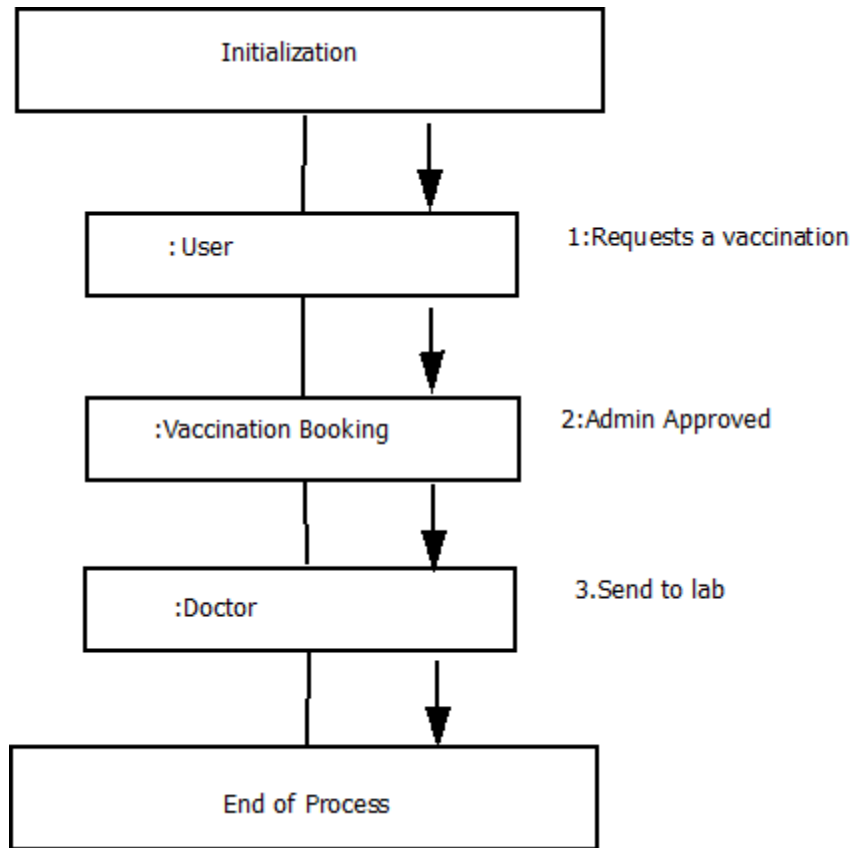 Initialization
: User
1:Requests a vaccination
:Vaccination Booking
2:Admin Approved
:Doctor
3.Send to lab
End of Process